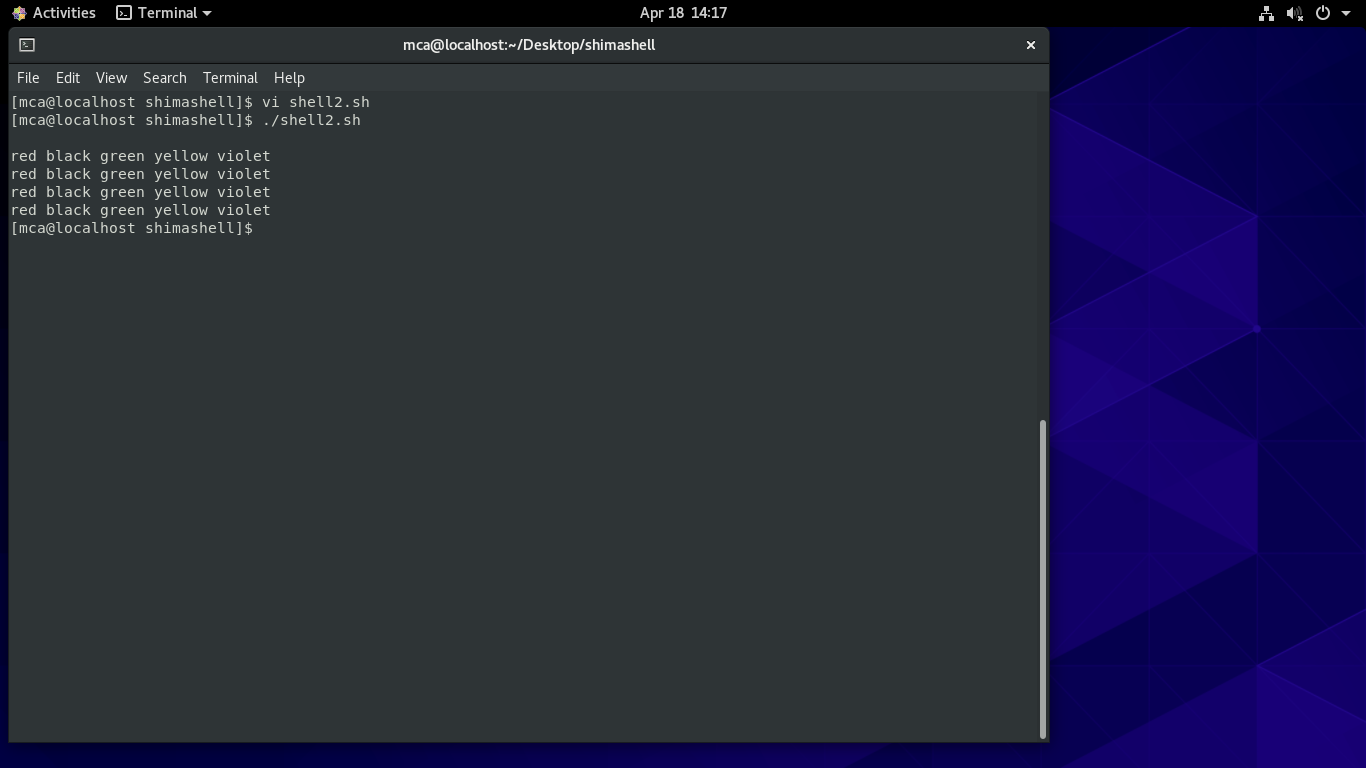 Activities Terminal Apr 18 14:17
mca@localhost:~/Desktop/shimashell
File Edit View Search Terminal Help
[mca@localhost shimashell]$ vi shell2.sh
[mca@localhost shimashell]$ ./shell2.sh
red black green yellow violet
red black green yellow violet
red black green yellow violet
red black green yellow violet
[mca@localhost shimashell]$